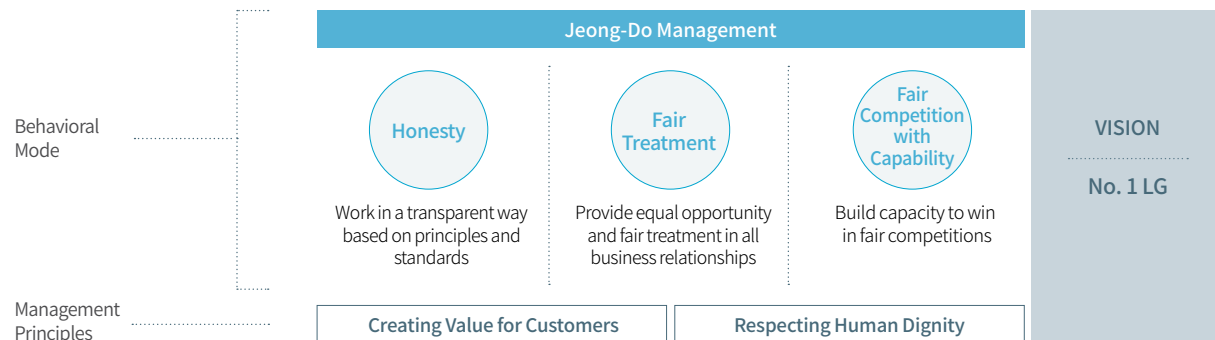 Jeong-Do Management
Behavioral
Mode
Honesty
Work in a transparent way
based on principles and
standards
Fair
Treatment
Provide equal opportunity
and fair treatment in all
business relationships
Fair
Competition
with
Capability
Build capacity to win
in fair competitions
VISION
No. 1 LG
Management
Principles
Creating Value for Customers
Respecting Human Dignity